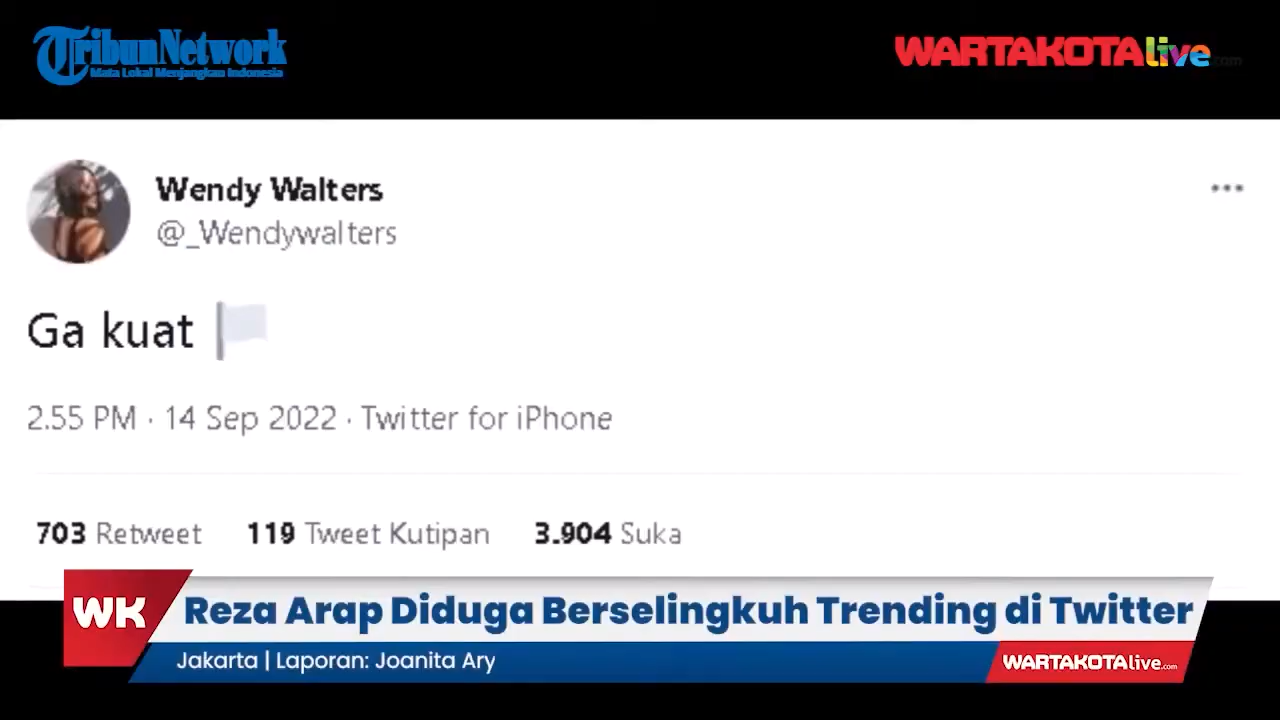 TribunNetwork
Mata Lokal Menjangkau Indonesia
WARTAKOTAlive.com
Wendy Walters
@_Wendywalters
Ga kuat
2.55 PM · 14 Sep 2022 · Twitter for iPhone
703 Retweet 119 Tweet Kutipan 3.904 Suka
WK Reza Arap Diduga Berselingkuh Trending di Twitter
Jakarta | Laporan: Joanita Ary
WARTAKOTAlive.com